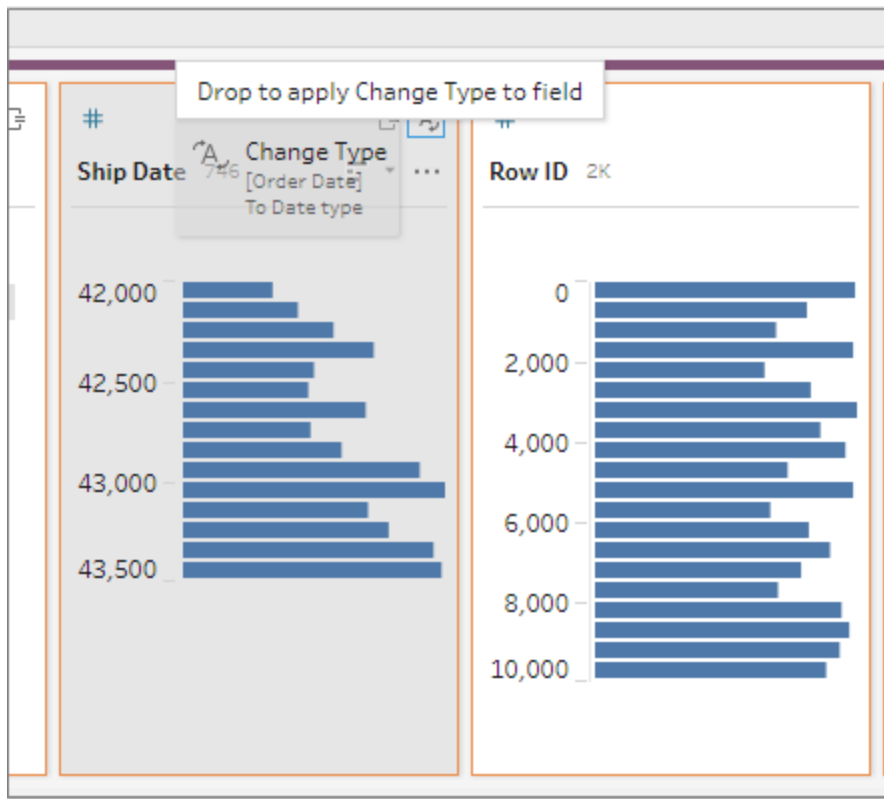 Drop to apply Change Type to field
#
#
Ship Date 746
Change Type
[Order Date]
To Date type
Row ID 2K
42,000
42,500
43,000
43,500
0
2,000
4,000
6,000
8,000
10,000